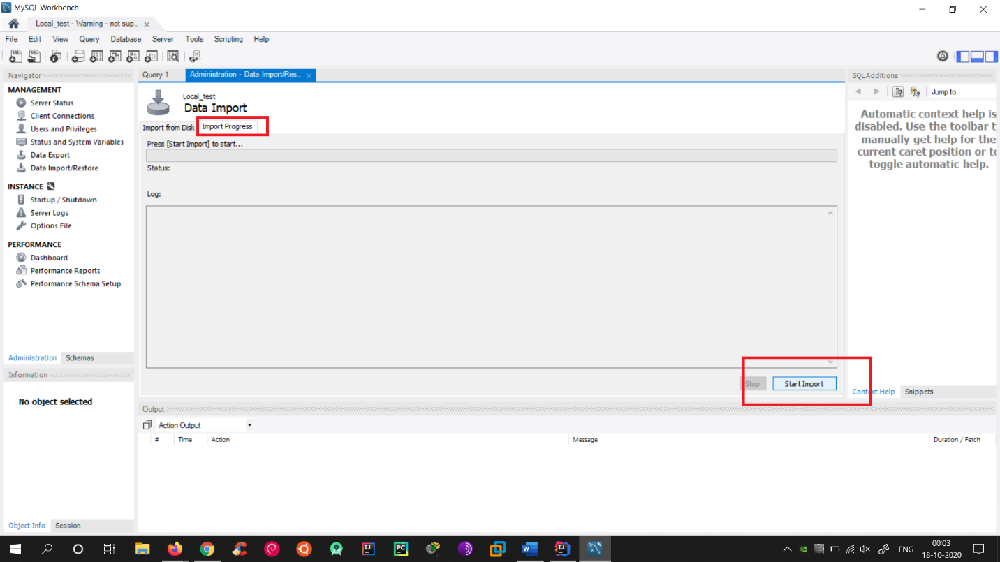 MySQL Workbench
Local_test - Warning - not sup...
File Edit View Query Database Server Tools Scripting Help
Navigator
MANAGEMENT
Server Status
Client Connections
Users and Privileges
Status and System Variables
Data Export
Data Import/Restore
INSTANCE
Startup / Shutdown
Server Logs
Options File
PERFORMANCE
Dashboard
Performance Reports
Performance Schema Setup
Administration Schemas
Information
No object selected
Object Info Session
Query 1 Administration - Data Import/Res...
Local_test
Data Import
Import from Disk Import Progress
Press [Start Import] to start...
Status:
Log:
Stop Start Import
Output
Action Output
# Time Action Message Duration / Fetch
SQLAdditions
Jump to
Automatic context help is
disabled. Use the toolbar t
manually get help for the
current caret position or to
toggle automatic help.
Context Help Snippets
ENG
00:03
18-10-2020